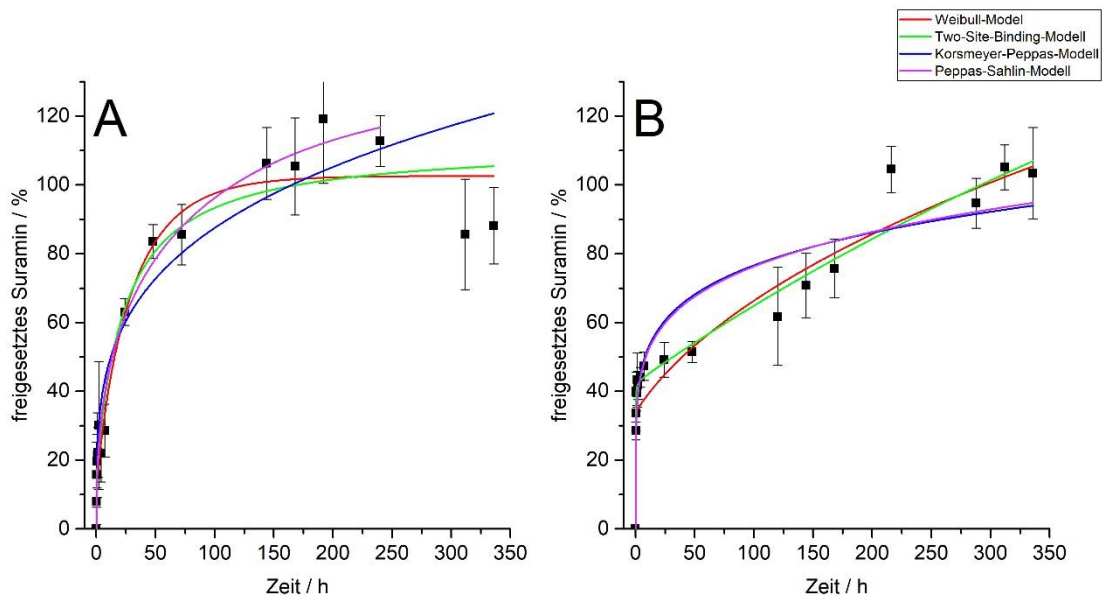 Weibull-Model
Two-Site-Binding-Modell
Korsmeyer-Peppas-Modell
Peppas-Sahlin-Modell
A
freigesetztes Suramin / %
120
100
80
60
40
20
0
0 50 100 150 200 250 300 350
Zeit / h
B
freigesetztes Suramin / %
120
100
80
60
40
20
0
0 50 100 150 200 250 300 350
Zeit / h